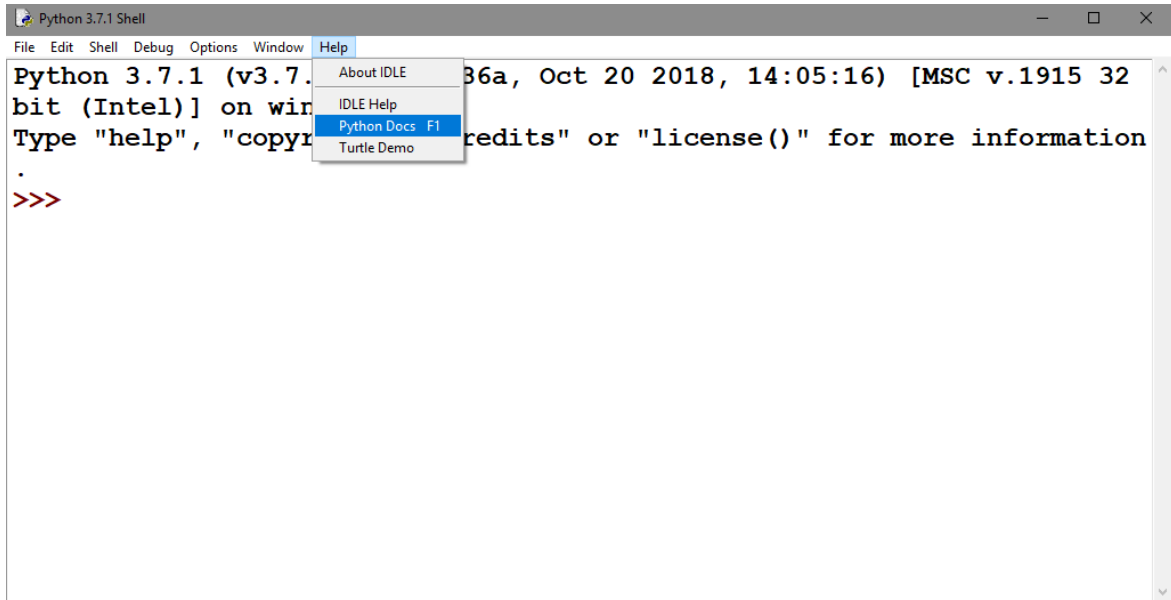 Python 3.7.1 Shell
File Edit Shell Debug Options Window Help
Python 3.7.1 (v3.7. 36a, Oct 20 2018, 14:05:16) [MSC v.1915 32
bit (Intel)] on win
Type "help", "copyr redits" or "license()" for more information
.
>>>
About IDLE
IDLE Help
Python Docs F1
Turtle Demo